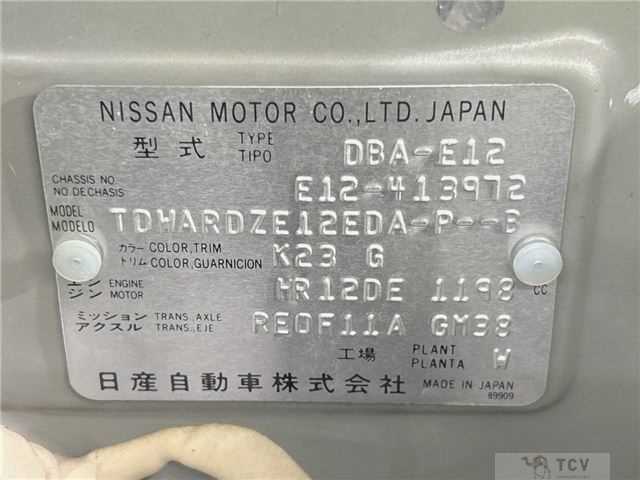 NISSAN MOTOR CO.,LTD. JAPAN
型式 TYPE TIPO DBA-E12
CHASSIS NO. NO DE CHASIS E12-413972
MODEL MODELO TDWARDZE12EDA-P--B
カラー COLOR,TRIM
トリム COLOR,GUARNICION K23 G
エンジン ENGINE MOTOR HR12DE 1198 CC
ミッション TRANS.,AXLE
アクスル TRANS.,EJE RE0F11A GM38
工場 PLANT PLANTA W
日産自動車株式会社 MADE IN JAPAN
89909
TCV